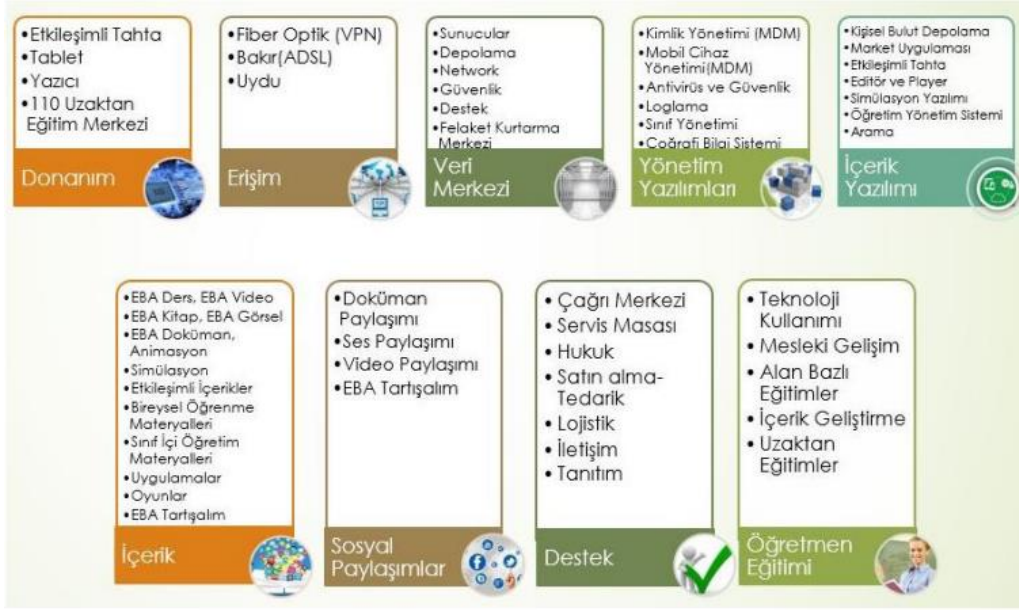 •Etkileşimli Tahta
•Tablet
•Yazıcı
•110 Uzaktan
Eğitim Merkezi
Donanım
•Fiber Optik (VPN)
•Bakır(ADSL)
•Uydu
Erişim
•Sunucular
•Depolama
•Network
•Güvenlik
•Destek
•Felaket Kurtarma
Merkezi
Veri
Merkezi
•Kimlik Yönetimi (MDM)
•Mobil Cihaz
Yönetimi(MDM)
•Antivirüs ve Güvenlik
•Loglama
•Sınıf Yönetimi
•Coğrafi Bilgi Sistemi
Yönetim
Yazılımları
•Kişisel Bulut Depolama
•Market Uygulaması
•Etkileşimli Tahta
•Editör ve Player
•Simülasyon Yazılımı
•Öğretim Yönetim Sistemi
•Arama
İçerik
Yazılımı
•EBA Ders, EBA Video
•EBA Kitap, EBA Görsel
•EBA Doküman,
Animasyon
•Simülasyon
•Etkileşimli İçerikler
•Bireysel Öğrenme
Materyalleri
•Sınıf İçi Öğretim
Materyalleri
•Uygulamalar
•Oyunlar
•EBA Tartışalım
İçerik
•Doküman
Paylaşımı
•Ses Paylaşımı
•Video Paylaşımı
•EBA Tartışalım
Sosyal
Paylaşımlar
• Çağrı Merkezi
• Servis Masası
• Hukuk
• Satın alma-
Tedarik
• Lojistik
• İletişim
• Tanıtım
Destek
• Teknoloji
Kullanımı
• Mesleki Gelişim
• Alan Bazlı
Eğitimler
• İçerik Geliştirme
• Uzaktan
Eğitimler
Öğretmen
Eğitimi